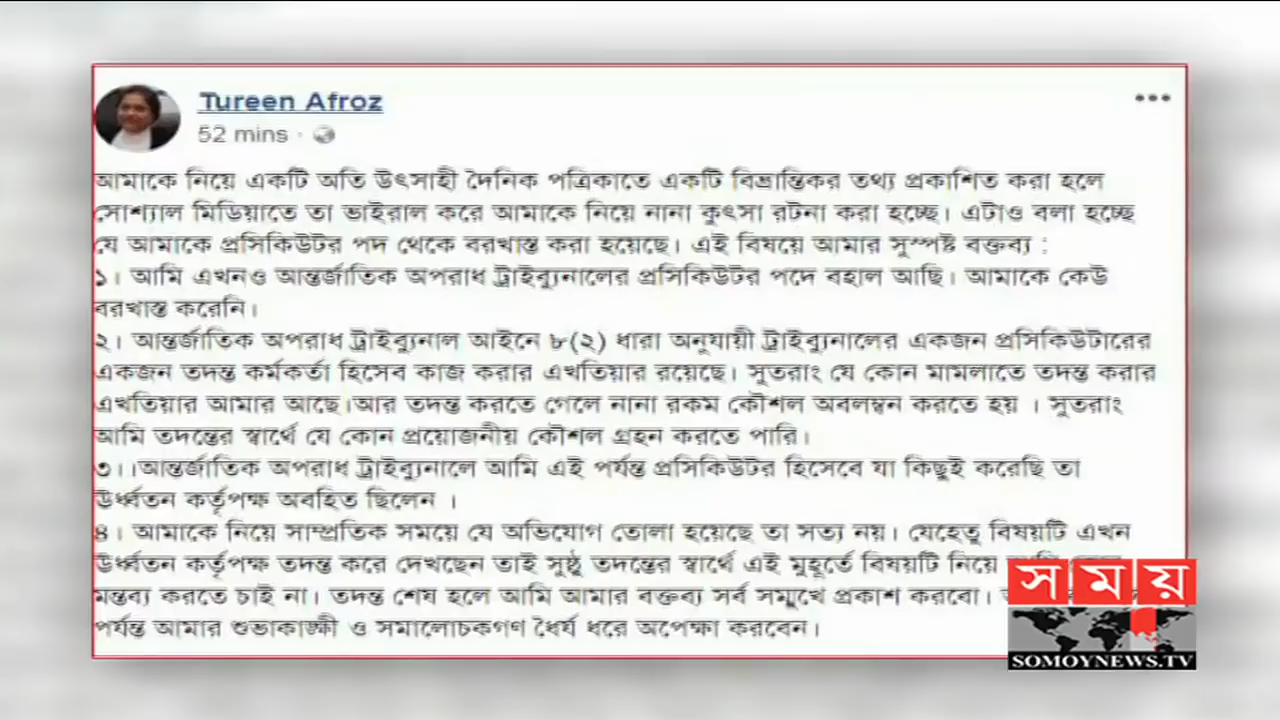 Tureen Afroz
52 mins ·
আমাকে নিয়ে একটি অতি উৎসাহী দৈনিক পত্রিকাতে একটি বিভ্রান্তিকর তথ্য প্রকাশিত করা হলে
সোশ্যাল মিডিয়াতে তা ভাইরাল করে আমাকে নিয়ে নানা কুৎসা রটনা করা হচ্ছে। এটাও বলা হচ্ছে
যে আমাকে প্রসিকিউটর পদ থেকে বরখাস্ত করা হয়েছে। এই বিষয়ে আমার সুস্পষ্ট বক্তব্য :
১। আমি এখনও আন্তর্জাতিক অপরাধ ট্রাইব্যুনালের প্রসিকিউটর পদে বহাল আছি। আমাকে কেউ
বরখাস্ত করেনি।
২। আন্তর্জাতিক অপরাধ ট্রাইব্যুনাল আইনে ৮(২) ধারা অনুযায়ী ট্রাইব্যুনালের একজন প্রসিকিউটারের
একজন তদন্ত কর্মকর্তা হিসেব কাজ করার এখতিয়ার রয়েছে। সুতরাং যে কোন মামলাতে তদন্ত করার
এখতিয়ার আমার আছে।আর তদন্ত করতে গেলে নানা রকম কৌশল অবলম্বন করতে হয় । সুতরাং
আমি তদন্তের স্বার্থে যে কোন প্রয়োজনীয় কৌশল গ্রহন করতে পারি।
৩।।আন্তর্জাতিক অপরাধ ট্রাইব্যুনালে আমি এই পর্যন্ত প্রসিকিউটর হিসেবে যা কিছুই করেছি তা
উর্ধ্বতন কর্তৃপক্ষ অবহিত ছিলেন ।
৪। আমাকে নিয়ে সাম্প্রতিক সময়ে যে অভিযোগ তোলা হয়েছে তা সত্য নয়। যেহেতু বিষয়টি এখন
উর্ধ্বতন কর্তৃপক্ষ তদন্ত করে দেখছেন তাই সুষ্ঠু তদন্তের স্বার্থে এই মুহূর্তে বিষয়টি নিয়ে
মন্তব্য করতে চাই না। তদন্ত শেষ হলে আমি আমার বক্তব্য সর্ব সম্মুখে প্রকাশ করবো।
পর্যন্ত আমার শুভাকাঙ্ক্ষী ও সমালোচকগণ ধৈর্য ধরে অপেক্ষা করবেন।
সময়
SOMOYNEWS.TV